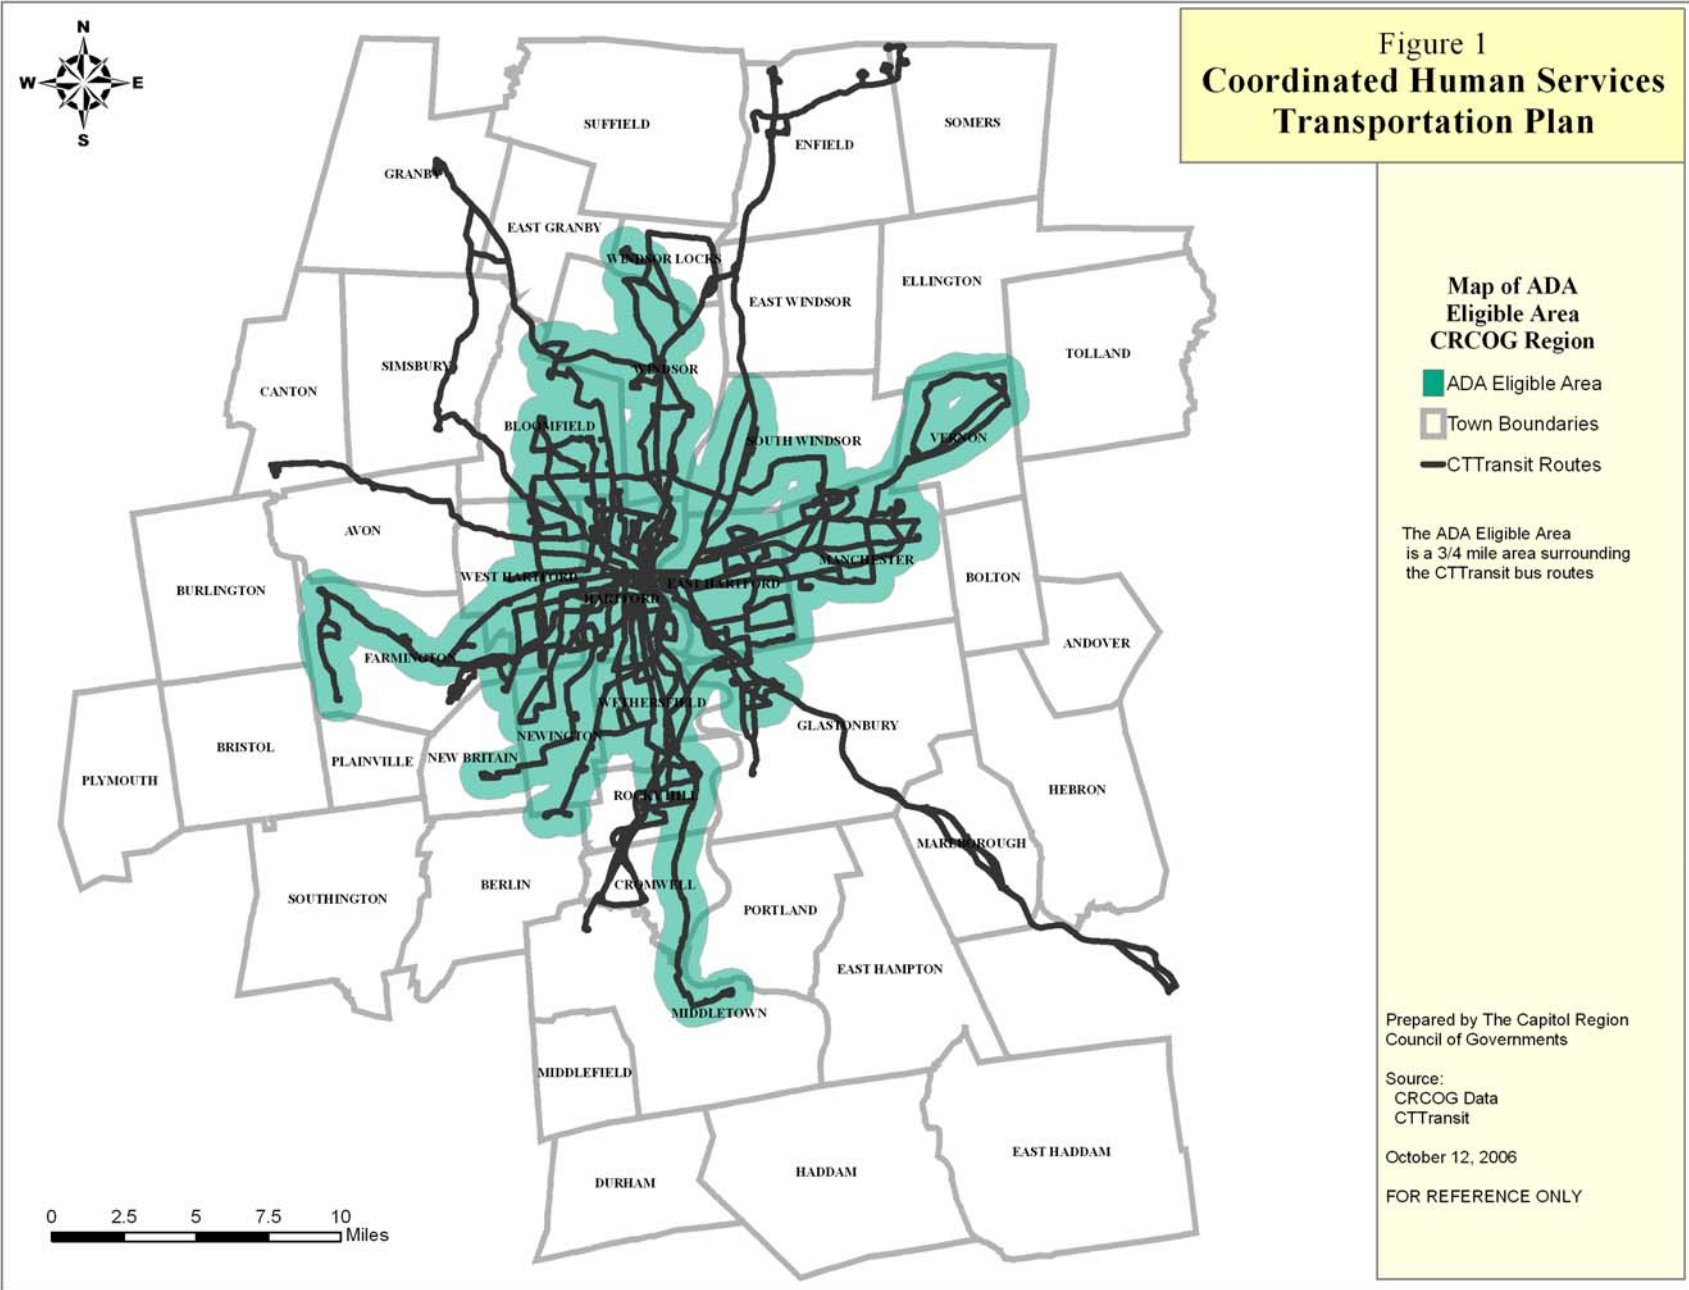 Figure 1
Coordinated Human Services
Transportation Plan
N
W
E
S
SUFFIELD
SOMERS
ENFIELD
GRANBY
EAST GRANBY
WINDSOR LOCKS
ELLINGTON
EAST WINDSOR
TOLLAND
SIMSBURY
WINDSOR
CANTON
BLOOMFIELD
SOUTH WINDSOR
VERNON
AVON
MANCHESTER
WEST HARTFORD
EAST HARTFORD
BOLTON
BURLINGTON
HARTFORD
ANDOVER
FARMINGTON
WETHERSFIELD
GLASTONBURY
NEWINGTON
BRISTOL
PLAINVILLE
NEW BRITAIN
PLYMOUTH
HEBRON
ROCKY HILL
MARLBOROUGH
BERLIN
CROMWELL
SOUTHINGTON
PORTLAND
EAST HAMPTON
MIDDLETOWN
MIDDLEFIELD
EAST HADDAM
HADDAM
DURHAM
0 2.5 5 7.5 10
Miles
Map of ADA
Eligible Area
CRCOG Region
ADA Eligible Area
Town Boundaries
CTTransit Routes
The ADA Eligible Area
is a 3/4 mile area surrounding
the CTTransit bus routes
Prepared by The Capitol Region
Council of Governments
Source:
CRCOG Data
CTTransit
October 12, 2006
FOR REFERENCE ONLY